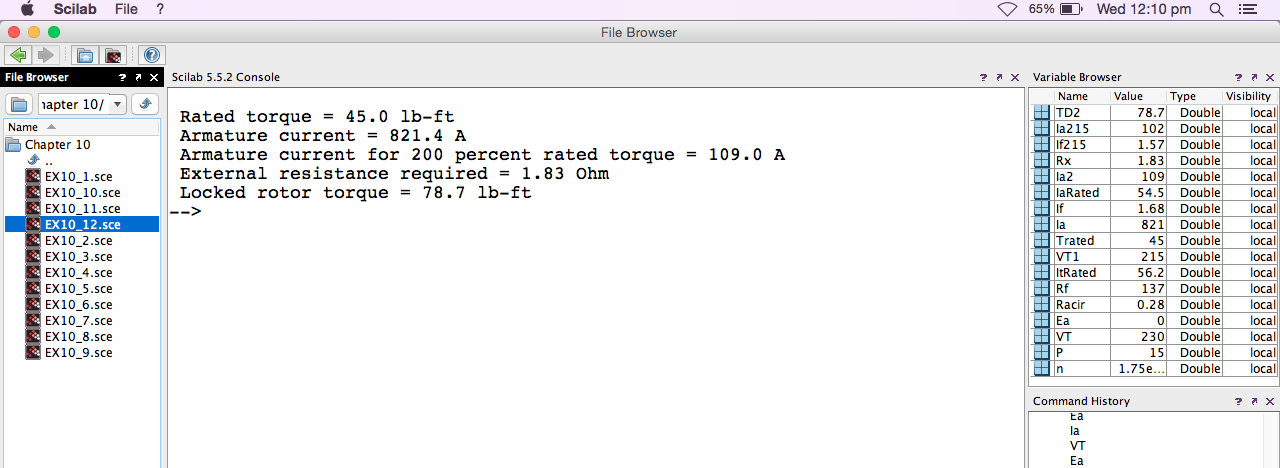 Scilab File ? 65% Wed 12:10 pm
File Browser
File Browser ? Scilab 5.5.2 Console ? Variable Browser ?
ıapter 10/
Name
Chapter 10
..
EX10_1.sce
EX10_10.sce
EX10_11.sce
EX10_12.sce
EX10_2.sce
EX10_3.sce
EX10_4.sce
EX10_5.sce
EX10_6.sce
EX10_7.sce
EX10_8.sce
EX10_9.sce
Rated torque = 45.0 lb-ft
Armature current = 821.4 A
Armature current for 200 percent rated torque = 109.0 A
External resistance required = 1.83 Ohm
Locked rotor torque = 78.7 lb-ft
-->
Name Value Type Visibility
TD2 78.7 Double local
Ia215 102 Double local
If215 1.57 Double local
Rx 1.83 Double local
Ia2 109 Double local
IaRated 54.5 Double local
If 1.68 Double local
Ia 821 Double local
Trated 45 Double local
VT1 215 Double local
ItRated 56.2 Double local
Rf 137 Double local
Racir 0.28 Double local
Ea 0 Double local
VT 230 Double local
P 15 Double local
n 1.75e... Double local
Command History ?
Ea
Ia
VT
Ea